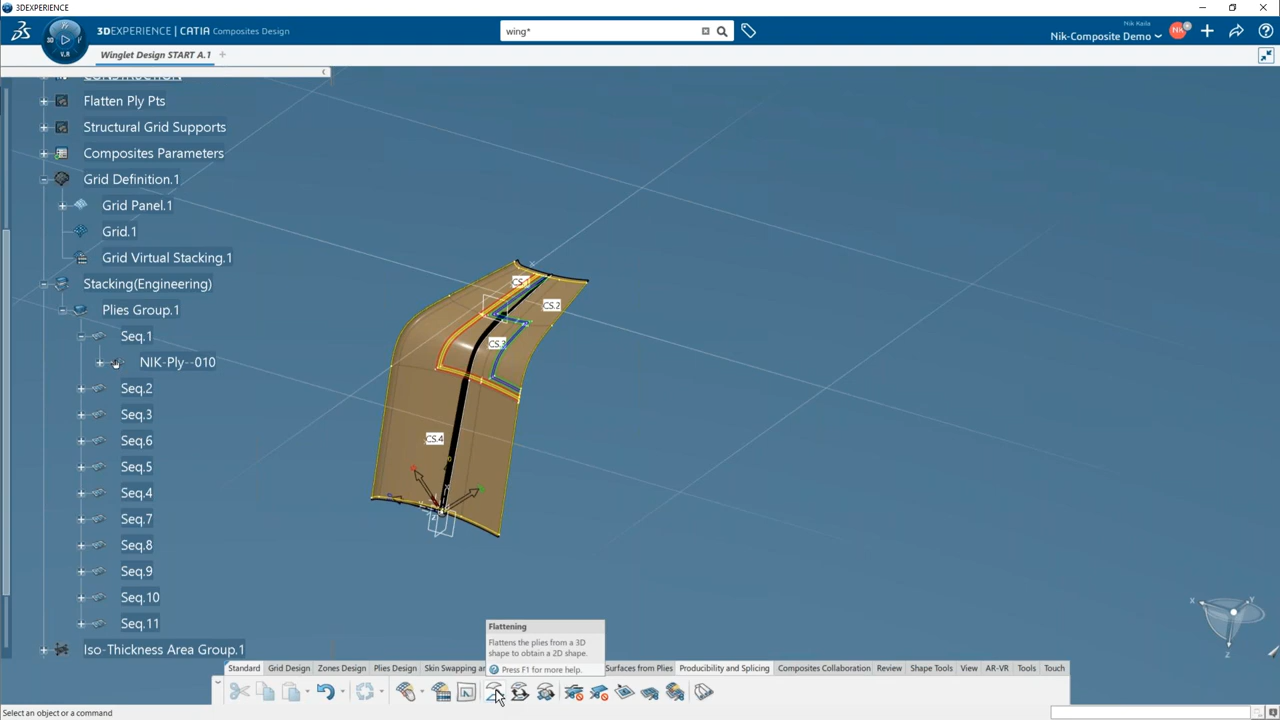 3DEXPERIENCE
3DEXPERIENCE | CATIA Composites Design
wing*
Nik Kada
Nik-Composite Demo
NK
3D
V.R
Winglet Design START A.1
Flatten Ply Pts
Structural Grid Supports
Composites Parameters
Grid Definition.1
Grid Panel.1
Grid.1
Grid Virtual Stacking.1
Stacking(Engineering)
Plies Group.1
Seq.1
NIK-Ply--010
Seq.2
Seq.3
Seq.6
Seq.5
Seq.4
Seq.7
Seq.8
Seq.9
Seq.10
Seq.11
Iso-Thickness Area Group.1
CS.2
CS.3
CS.4
X
Y
Z
Flattening
Flattens the plies from a 3D
shape to obtain a 2D shape.
Press F1 for more help.
Standard Grid Design Zones Design Plies Design Skin Swapping an Surfaces from Plies Producibility and Splicing Composites Collaboration Review Shape Tools View AR-VR Tools Touch
Select an object or a command